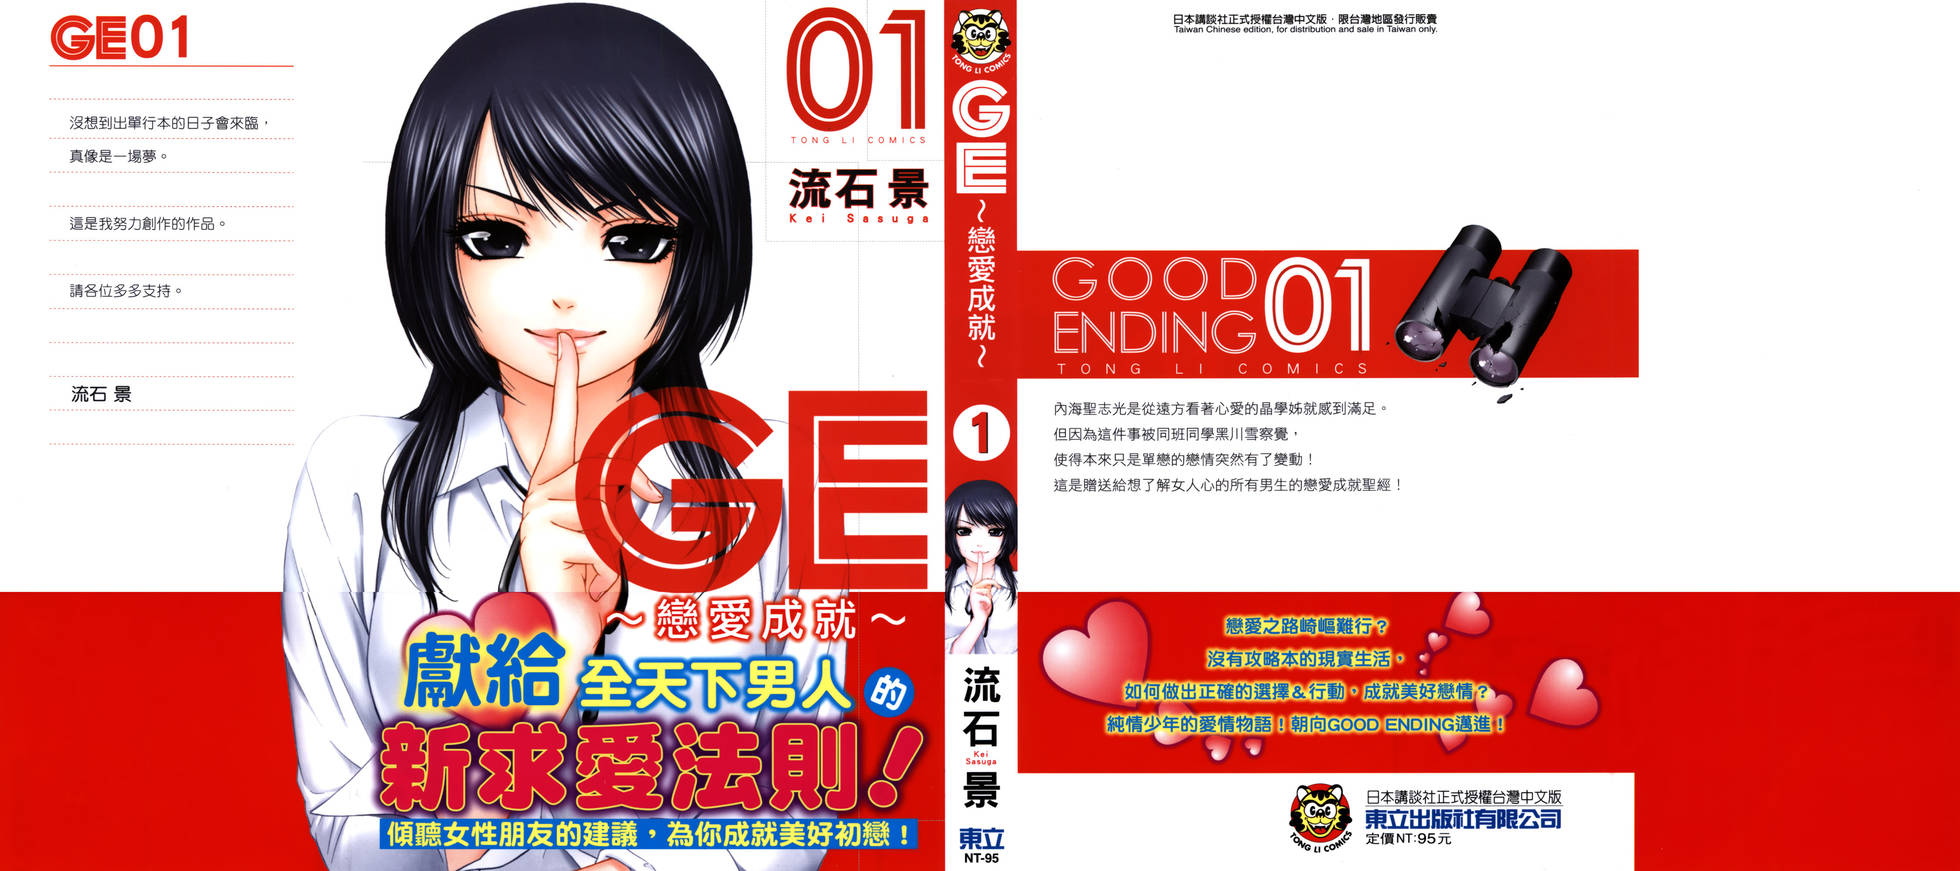 GE01
沒想到出單行本的日子會來臨，
真像是一場夢。
這是我努力創作的作品。
請各位多多支持。
流石 景
01
TONG LI COMICS
流石 景
Kei Sasuga
GE
～戀愛成就～
獻給全天下男人的
新求愛法則！
傾聽女性朋友的建議，為你成就美好初戀！
TONG LI COMICS
GE
～戀愛成就～
1
流石景
Kei
Sasuga
東立
NT-95
日本講談社正式授權台灣中文版．限台灣地區發行販賣
Taiwan Chinese edition, for distribution and sale in Taiwan only.
GOOD
ENDING 01
TONG LI COMICS
內海聖志光是從遠方看著心愛的晶學姊就感到滿足。
但因為這件事被同班同學黑川雪察覺，
使得本來只是單戀的戀情突然有了變動！
這是贈送給想了解女人心的所有男生的戀愛成就聖經！
戀愛之路崎嶇難行？
沒有攻略本的現實生活，
如何做出正確的選擇＆行動，成就美好戀情？
純情少年的愛情物語！朝向GOOD ENDING邁進！
TONG LI COMICS
日本講談社正式授權台灣中文版
東立出版社有限公司
定價NT:95元